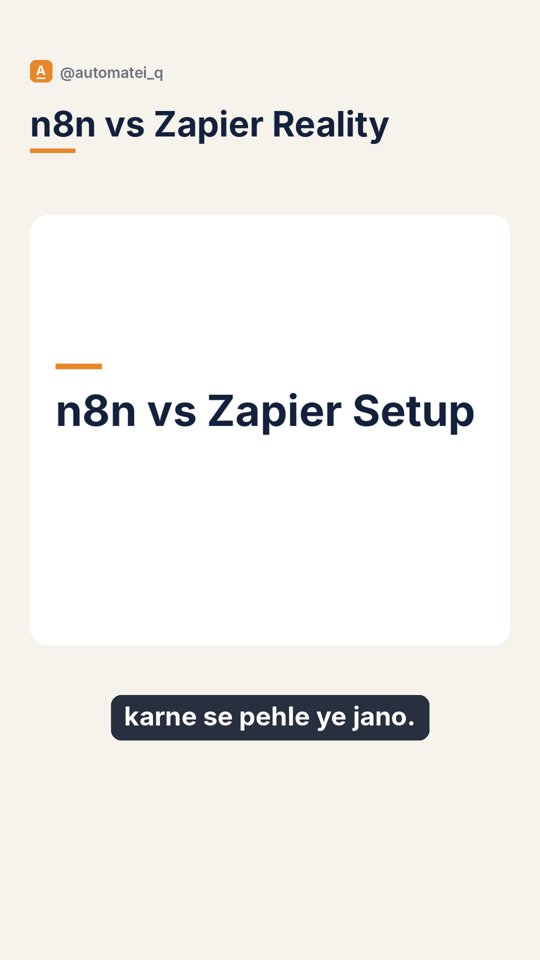 A @automatei_q
n8n vs Zapier Reality
n8n vs Zapier Setup
karne se pehle ye jano.